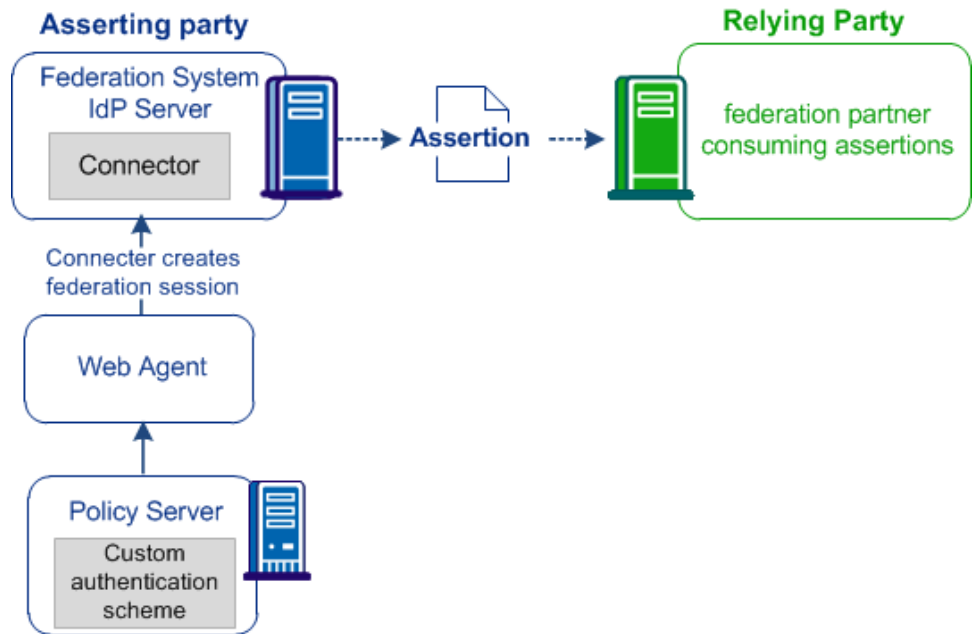 Asserting party
Relying Party
Federation System
IdP Server
Connector
Assertion
federation partner
consuming assertions
Connecter creates
federation session
Web Agent
Policy Server
Custom
authentication
scheme